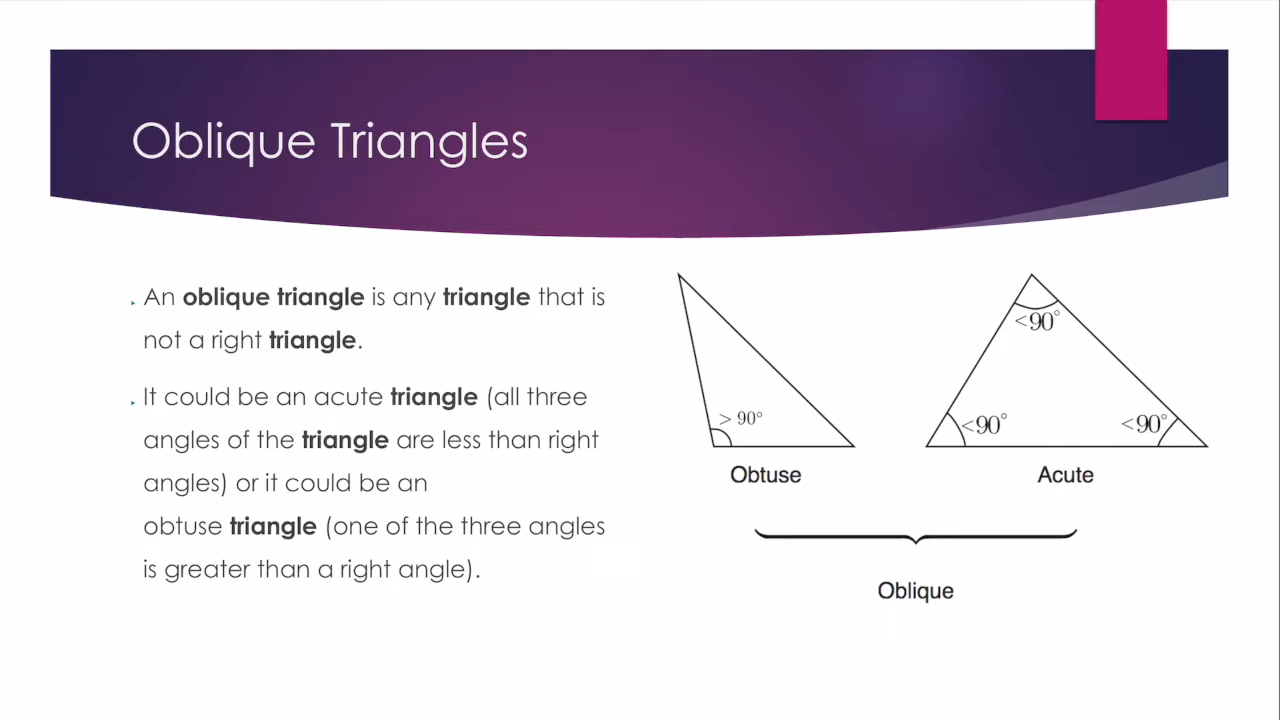 Oblique Triangles
An oblique triangle is any triangle that is
not a right triangle.
It could be an acute triangle (all three
angles of the triangle are less than right
angles) or it could be an
obtuse triangle (one of the three angles
is greater than a right angle).
> 90°
Obtuse
<90°
<90°
<90°
Acute
Oblique